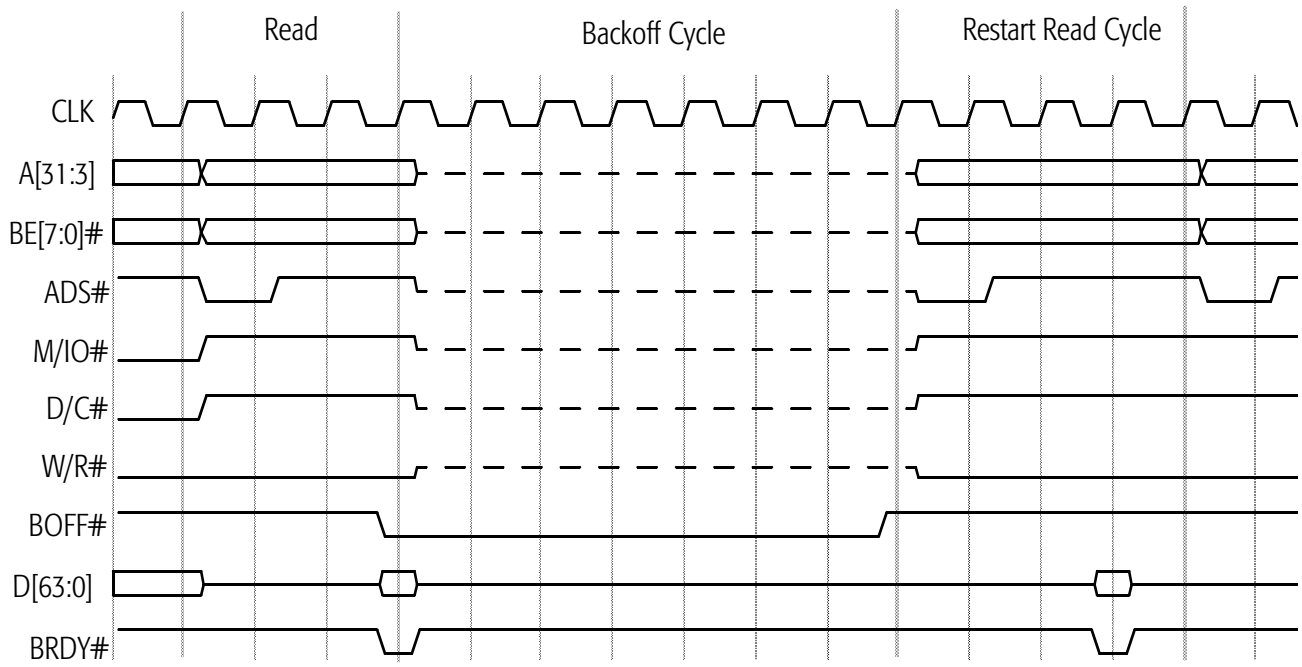 Read
Backoff Cycle
Restart Read Cycle
CLK
A[31:3]
BE[7:0]#
ADS#
M/IO#
D/C#
W/R#
BOFF#
D[63:0]
BRDY#